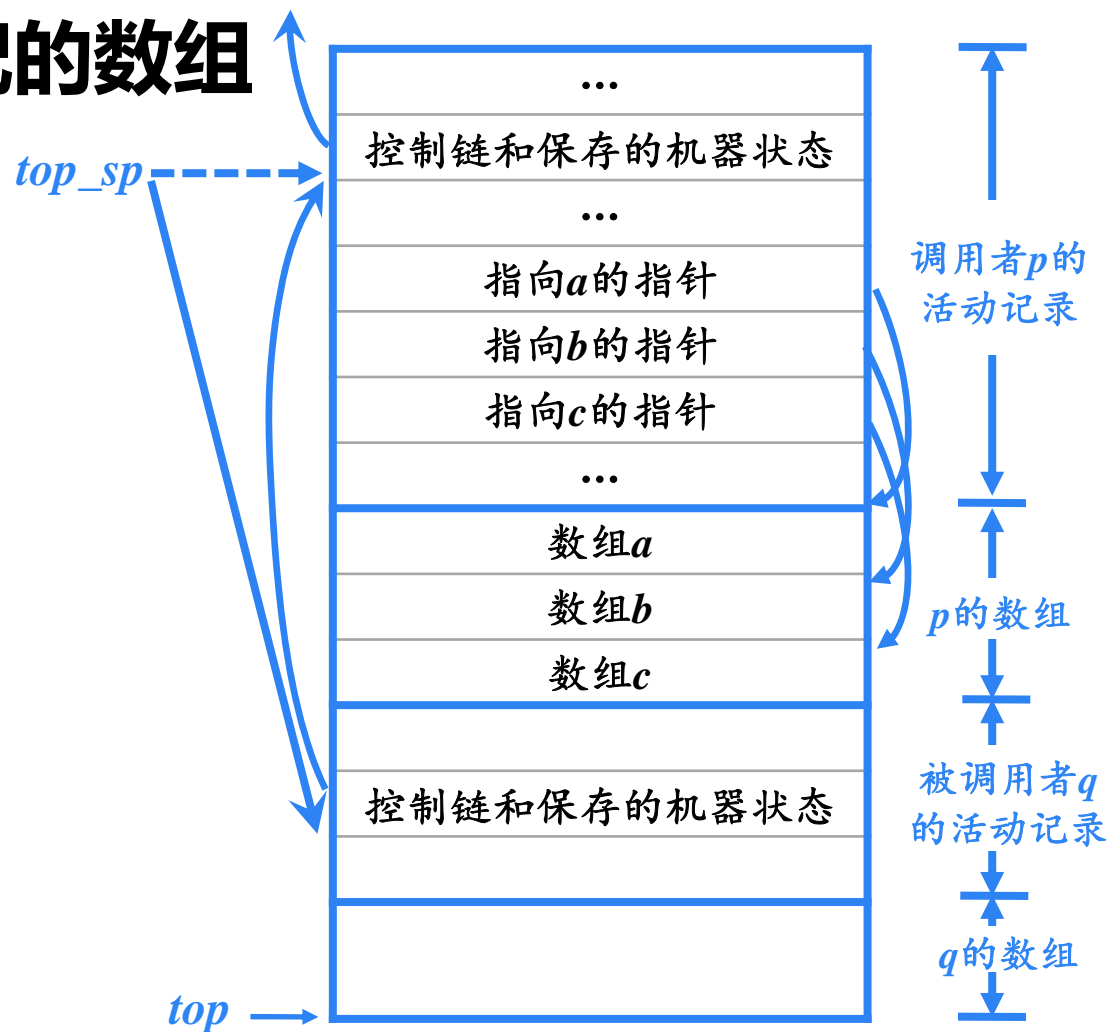 的数组
...
控制链和保存的机器状态
top_sp
...
指向a的指针
指向b的指针
指向c的指针
...
调用者p的
活动记录
数组a
数组b
数组c
p的数组
控制链和保存的机器状态
被调用者q
的活动记录
q的数组
top